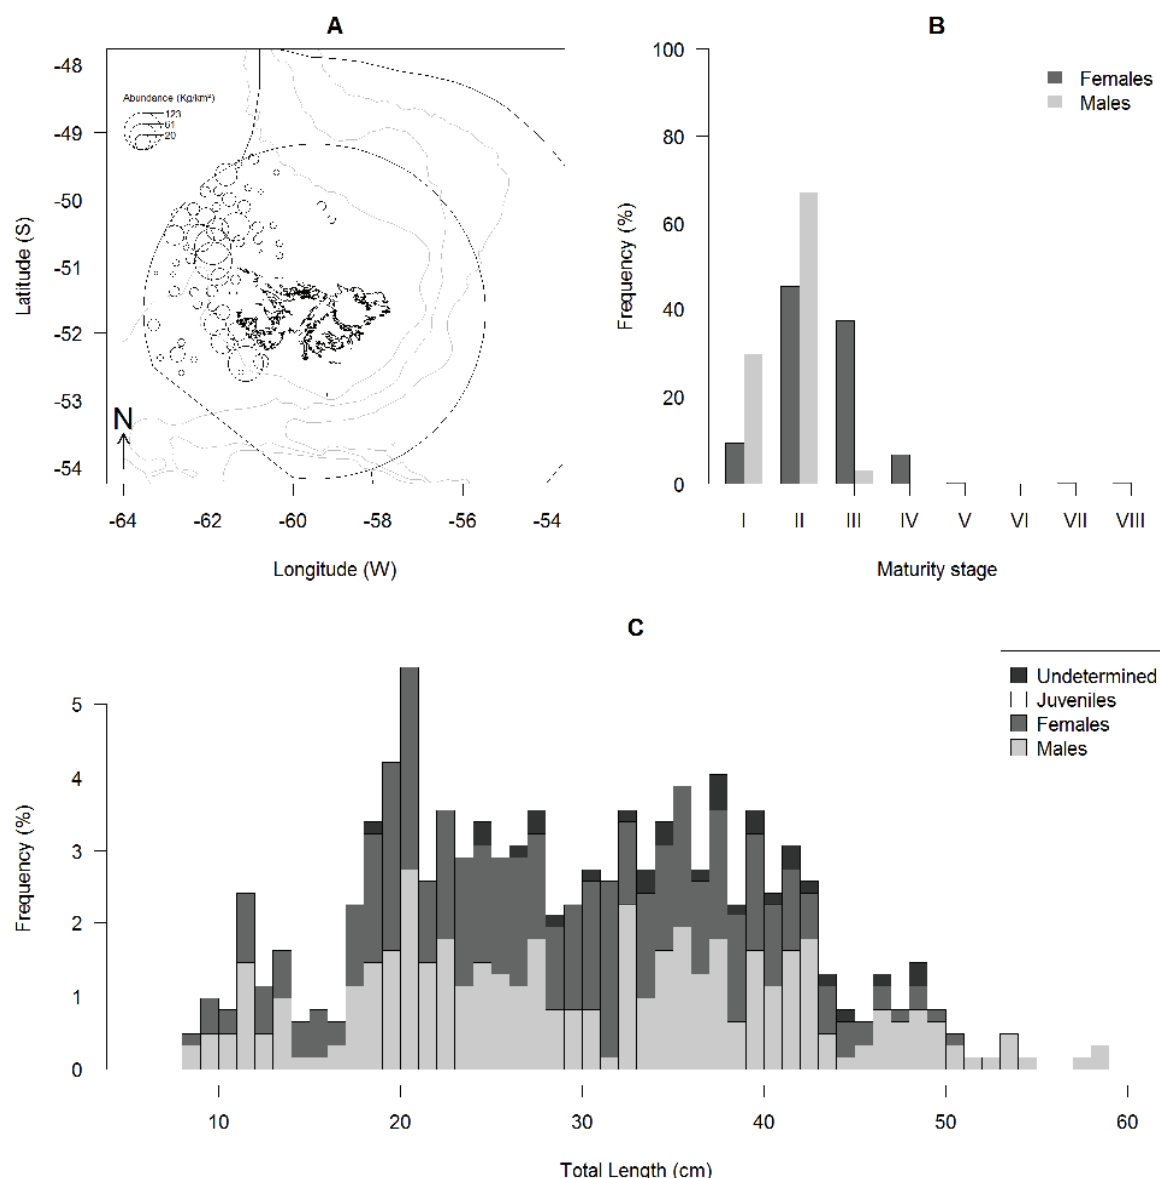 A
Abundance (Kg/km²)
123
61
20
-48
-49
-50
-51
-52
-53
-54
Latitude (S)
N
-64
-62
-60
-58
-56
-54
Longitude (W)
B
100
80
60
40
20
0
Frequency (%)
Females
Males
I
II
III
IV
V
VI
VII
VIII
Maturity stage
C
Undetermined
Juveniles
Females
Males
5
4
3
2
1
0
Frequency (%)
10
20
30
40
50
60
Total Length (cm)